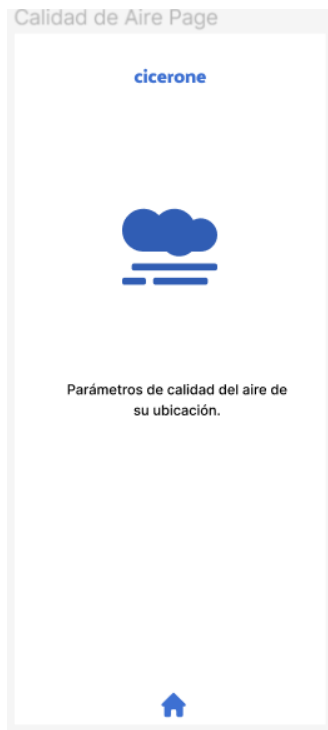 Calidad de Aire Page
cicerone
Parámetros de calidad del aire de
su ubicación.